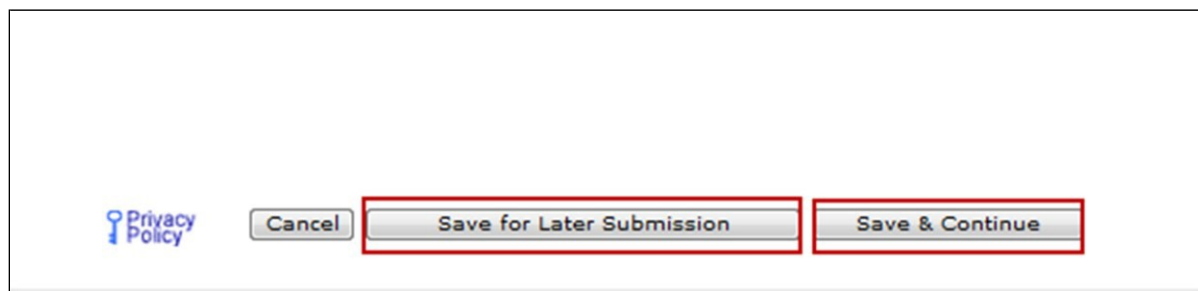 Privacy
Policy
Cancel
Save for Later Submission
Save & Continue